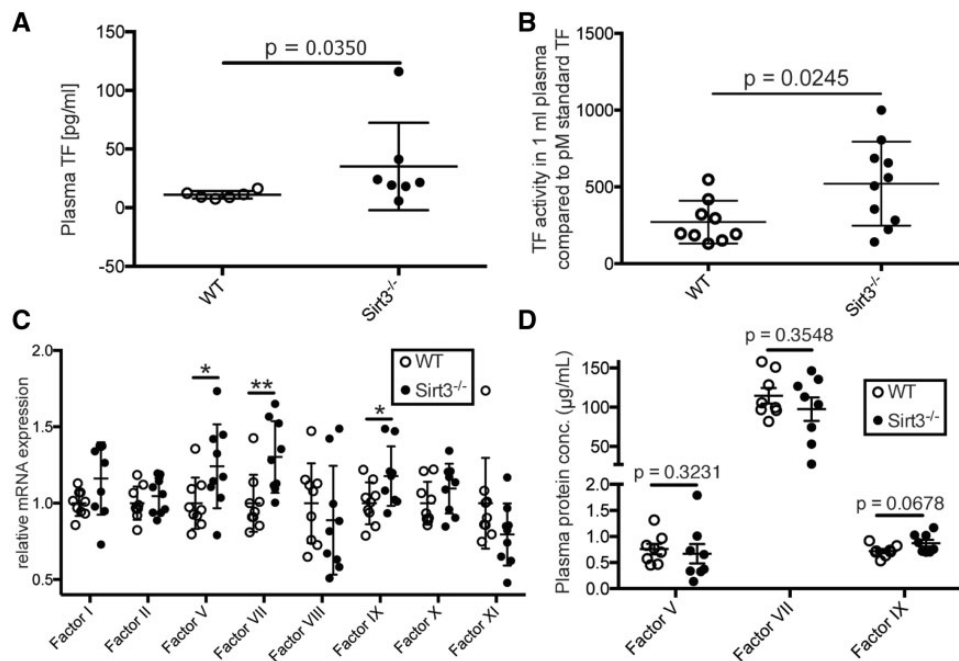 A
Plasma TF [pg/ml]
150
100
50
0
-50
p = 0.0350
WT
Sirt3-/-
B
TF activity in 1 ml plasma
compared to pM standard TF
1500
1000
500
0
p = 0.0245
WT
Sirt3-/-
C
relative mRNA expression
2.0
1.5
1.0
0.5
*
**
*
WT
Sirt3-/-
Factor I
Factor II
Factor V
Factor VII
Factor VIII
Factor IX
Factor X
Factor XI
D
Plasma protein conc. (µg/mL)
150
100
50
2.0
1.5
1.0
0.5
0.0
p = 0.3548
p = 0.3231
p = 0.0678
WT
Sirt3-/-
Factor V
Factor VII
Factor IX